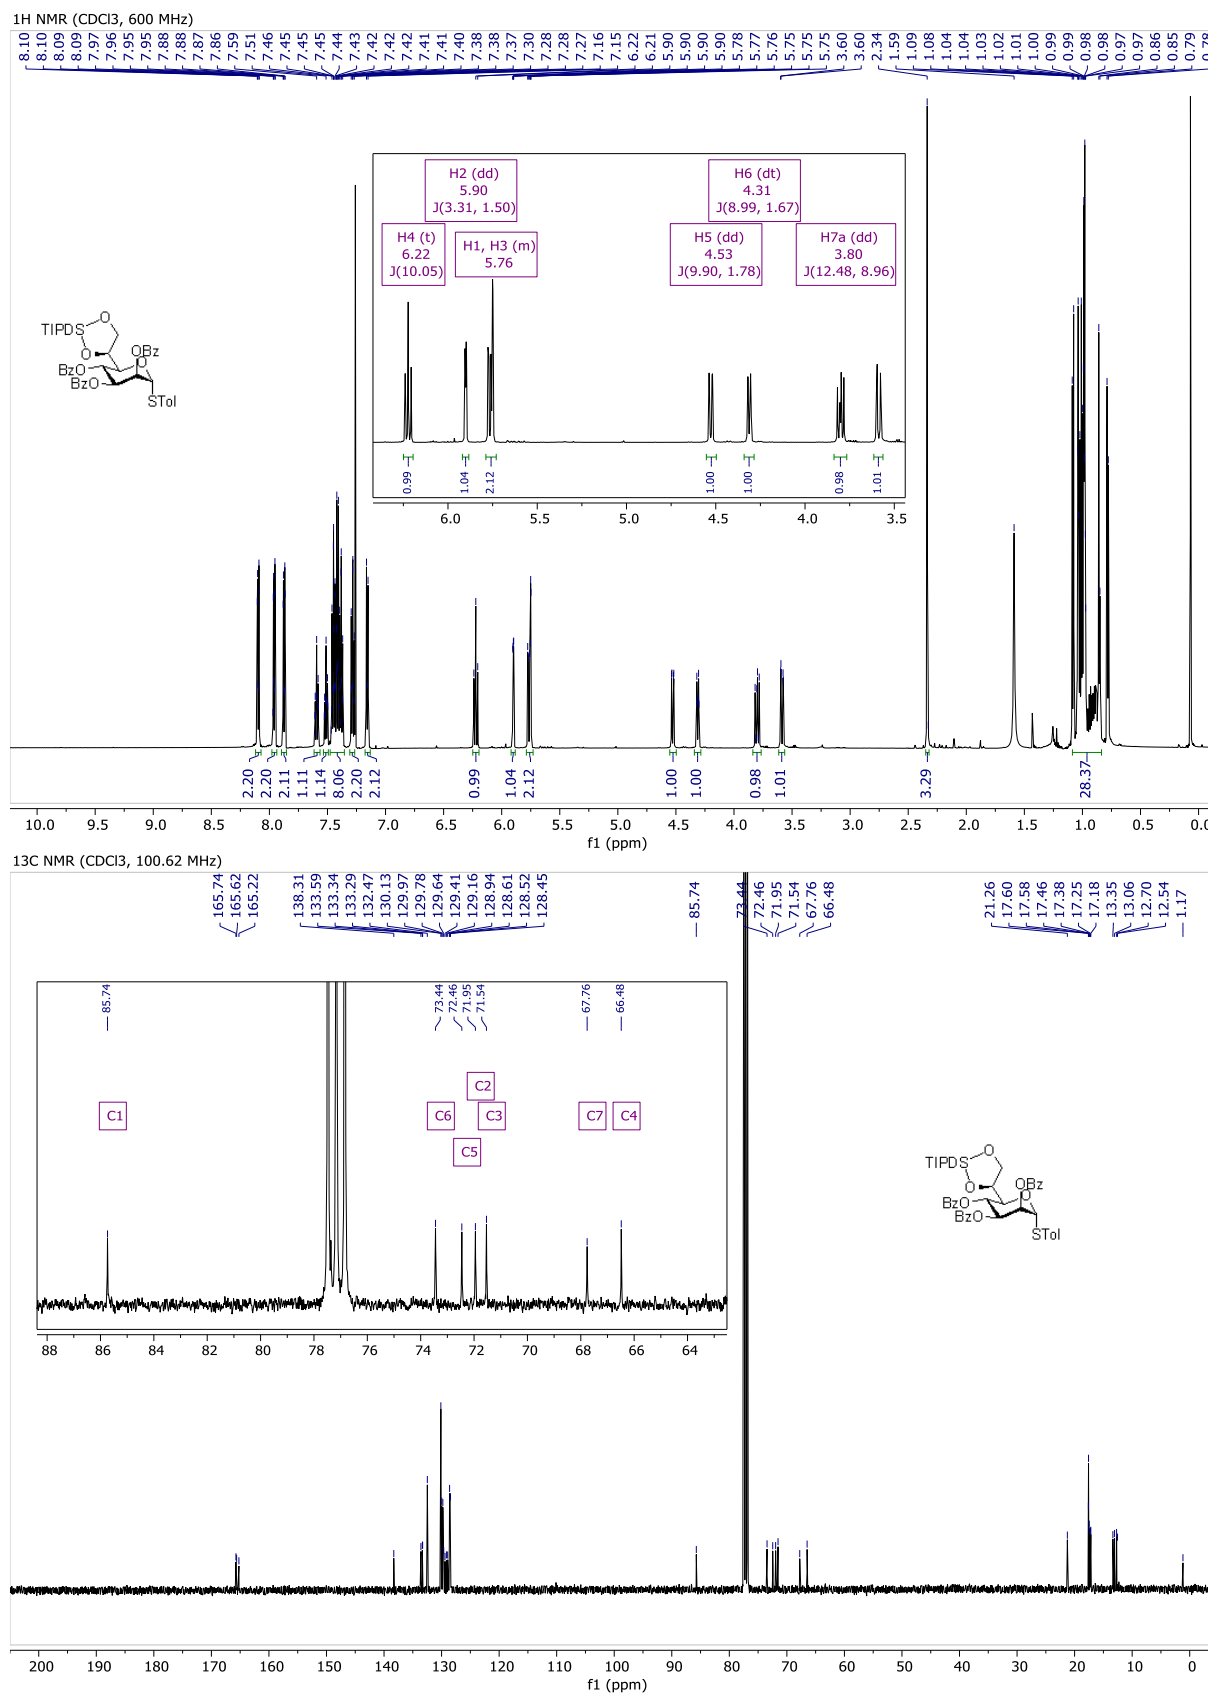 1H NMR (CDCl3, 600 MHz)
8.10 8.10 8.09 8.09 7.97 7.96 7.95 7.95 7.88 7.88 7.87 7.86 7.59 7.51 7.46 7.45 7.45 7.45 7.44 7.43 7.42 7.42 7.42 7.41 7.41 7.40 7.38 7.38 7.37 7.30 7.28 7.28 7.27 7.16 7.15 6.22 6.21 5.90 5.90 5.90 5.90 5.78 5.77 5.76 5.75 5.75 5.75 3.60 3.60 2.34 1.59 1.09 1.08 1.04 1.04 1.03 1.02 1.01 1.00 0.99 0.99 0.98 0.98 0.97 0.97 0.86 0.85 0.79 0.78
H2 (dd)
5.90
J(3.31, 1.50)
H6 (dt)
4.31
J(8.99, 1.67)
H4 (t)
6.22
J(10.05)
H1, H3 (m)
5.76
H5 (dd)
4.53
J(9.90, 1.78)
H7a (dd)
3.80
J(12.48, 8.96)
TIPDS
O
O
OBz
O
BzO
BzO
STol
0.99 1.04 2.12 1.00 1.00 0.98 1.01
6.0 5.5 5.0 4.5 4.0 3.5
2.20 2.20 2.11 1.11 1.14 8.06 2.20 2.12 0.99 1.04 2.12 1.00 1.00 0.98 1.01 3.29 28.37
10.0 9.5 9.0 8.5 8.0 7.5 7.0 6.5 6.0 5.5 5.0 4.5 4.0 3.5 3.0 2.5 2.0 1.5 1.0 0.5 0.0
f1 (ppm)
13C NMR (CDCl3, 100.62 MHz)
165.74 165.62 165.22 138.31 133.59 133.34 133.29 132.47 130.13 129.97 129.78 129.64 129.41 129.16 128.94 128.61 128.52 128.45 85.74 73.44 72.46 71.95 71.54 67.76 66.48 21.26 17.60 17.58 17.46 17.38 17.25 17.18 13.35 13.06 12.70 12.54 1.17
85.74 73.44 72.46 71.95 71.54 67.76 66.48
C2
C1 C6 C3 C7 C4
C5
TIPDS
O
O
OBz
O
BzO
BzO
STol
88 86 84 82 80 78 76 74 72 70 68 66 64
200 190 180 170 160 150 140 130 120 110 100 90 80 70 60 50 40 30 20 10 0
f1 (ppm)